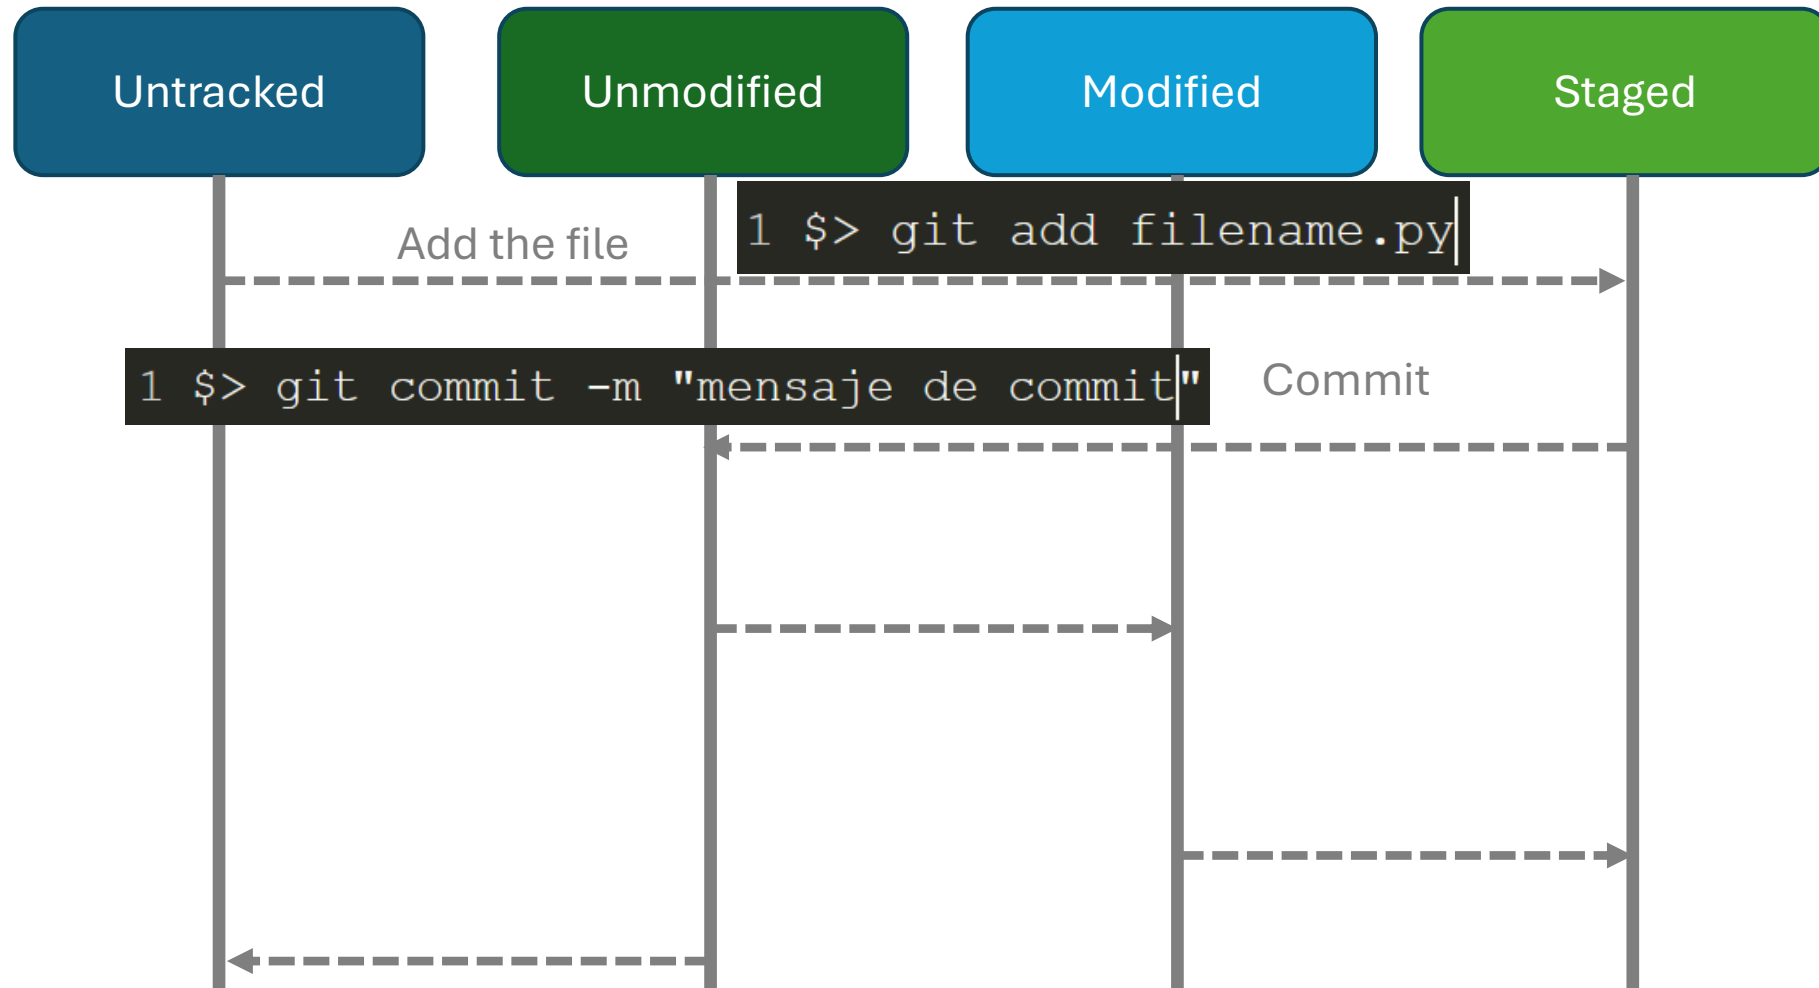 Untracked
Unmodified
Modified
Staged
Add the file
1 $> git add filename.py
1 $> git commit -m "mensaje de commit"
Commit